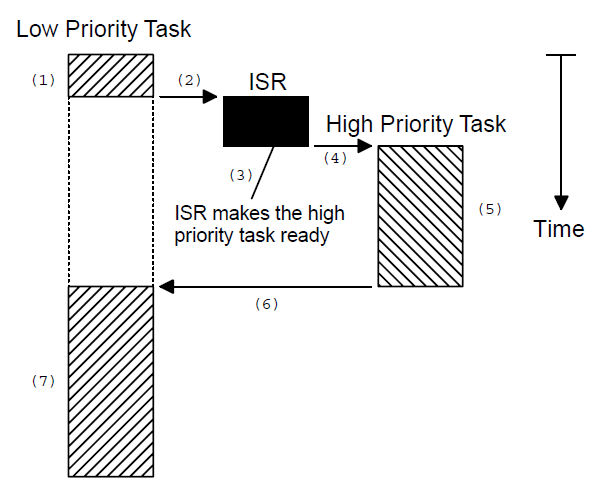 Low Priority Task
(1)
(2)
ISR
High Priority Task
(3)
(4)
ISR makes the high
priority task ready
(5)
Time
(6)
(7)